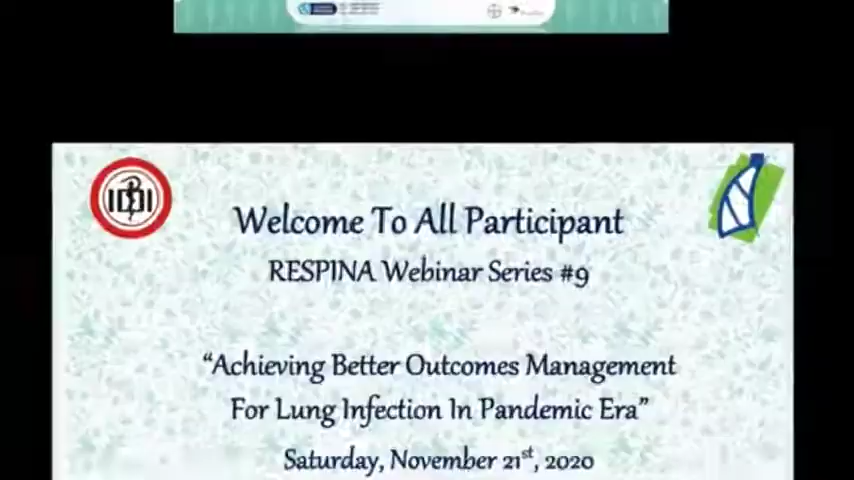 IDI
Welcome To All Participant
RESPINA Webinar Series #9
“Achieving Better Outcomes Management
For Lung Infection In Pandemic Era”
Saturday, November 21st, 2020